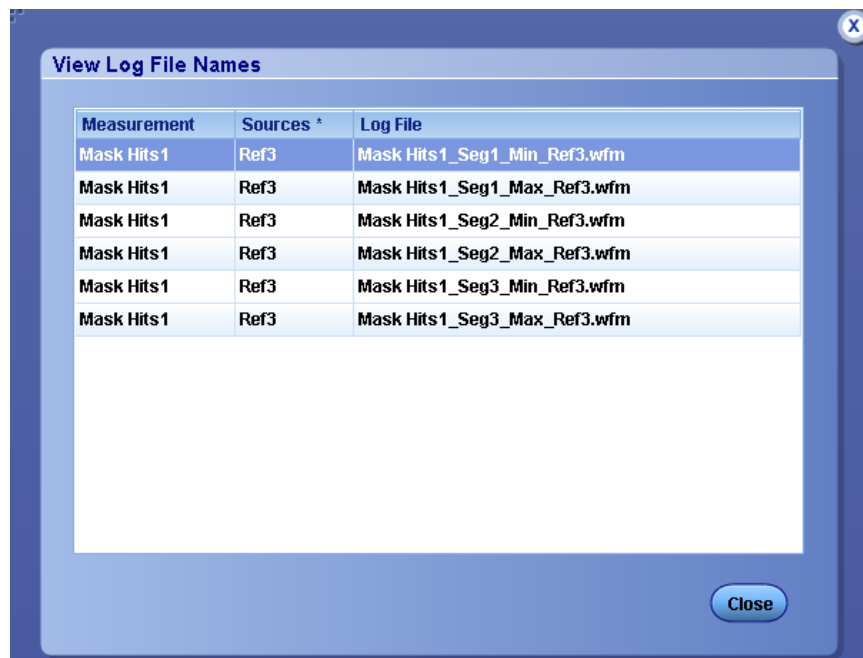 X
View Log File Names
Measurement Sources * Log File
Mask Hits1 Ref3 Mask Hits1_Seg1_Min_Ref3.wfm
Mask Hits1 Ref3 Mask Hits1_Seg1_Max_Ref3.wfm
Mask Hits1 Ref3 Mask Hits1_Seg2_Min_Ref3.wfm
Mask Hits1 Ref3 Mask Hits1_Seg2_Max_Ref3.wfm
Mask Hits1 Ref3 Mask Hits1_Seg3_Min_Ref3.wfm
Mask Hits1 Ref3 Mask Hits1_Seg3_Max_Ref3.wfm
Close